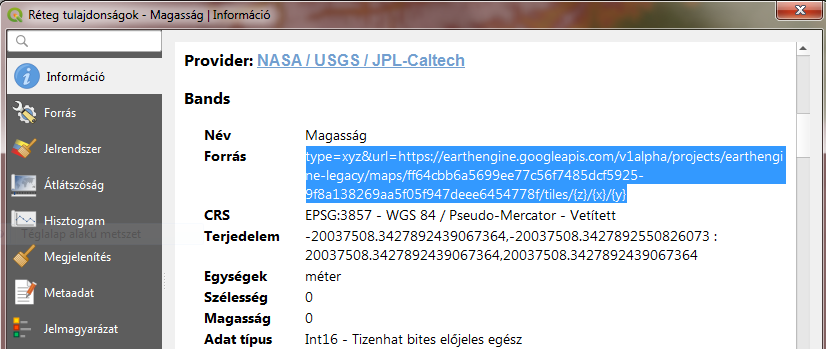 Réteg tulajdonságok - Magasság | Információ
Információ
Forrás
Jelrendszer
Átlátszóság
Hisztogram
Téglalap alakú metszet
Megjelenítés
Metaadat
Jelmagyarázat
Provider: NASA / USGS / JPL-Caltech
Bands
Név Magasság
Forrás type=xyz&url=https://earthengine.googleapis.com/v1alpha/projects/earthengi
ne-legacy/maps/ff64cbb6a5699ee77c56f7485dcf5925-
9f8a138269aa5f05f947deee6454778f/tiles/{z}/{x}/{y}
CRS EPSG:3857 - WGS 84 / Pseudo-Mercator - Vetített
Terjedelem -20037508.3427892439067364,-20037508.3427892550826073 :
20037508.3427892439067364,20037508.3427892439067364
Egységek méter
Szélesség 0
Magasság 0
Adat típus Int16 - Tizenhat bites előjeles egész